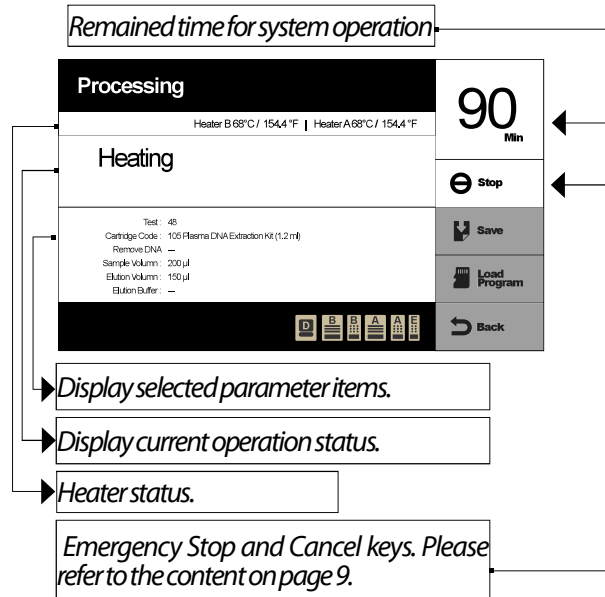 Remained time for system operation
Processing
90
Min
Heater B 68°C / 154.4 °F | Heater A 68°C / 154.4 °F
Heating
Stop
Test : 48
Cartridge Code : 105 Plasma DNA Extraction Kit (1.2 ml)
Remove DNA —
Sample Volumn : 200 µl
Elution Volumn : 150 µl
Elution Buffer : —
Save
Load
Program
D B B A A E
Back
Display selected parameter items.
Display current operation status.
Heater status.
Emergency Stop and Cancel keys. Please
refer to the content on page 9.